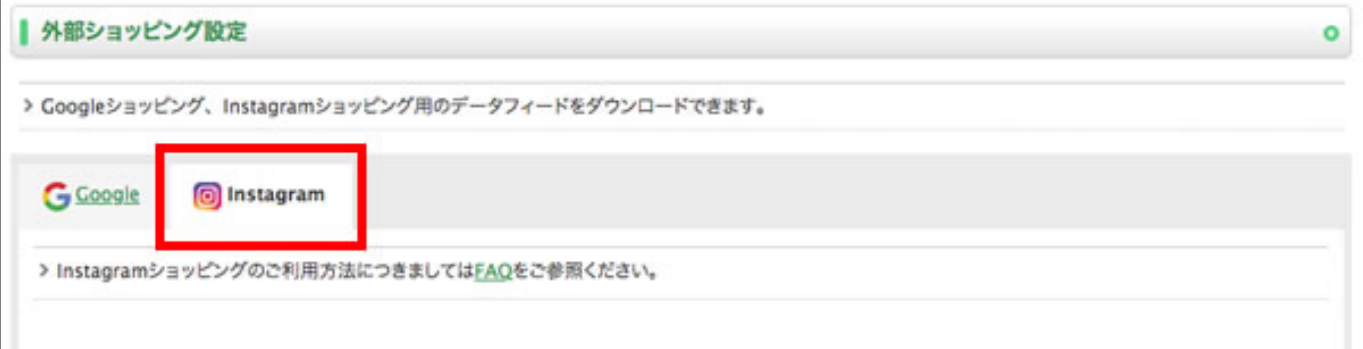 外部ショッピング設定
Googleショッピング、Instagramショッピング用のデータフィードをダウンロードできます。
Google Instagram
Instagramショッピングのご利用方法につきましてはFAQをご参照ください。